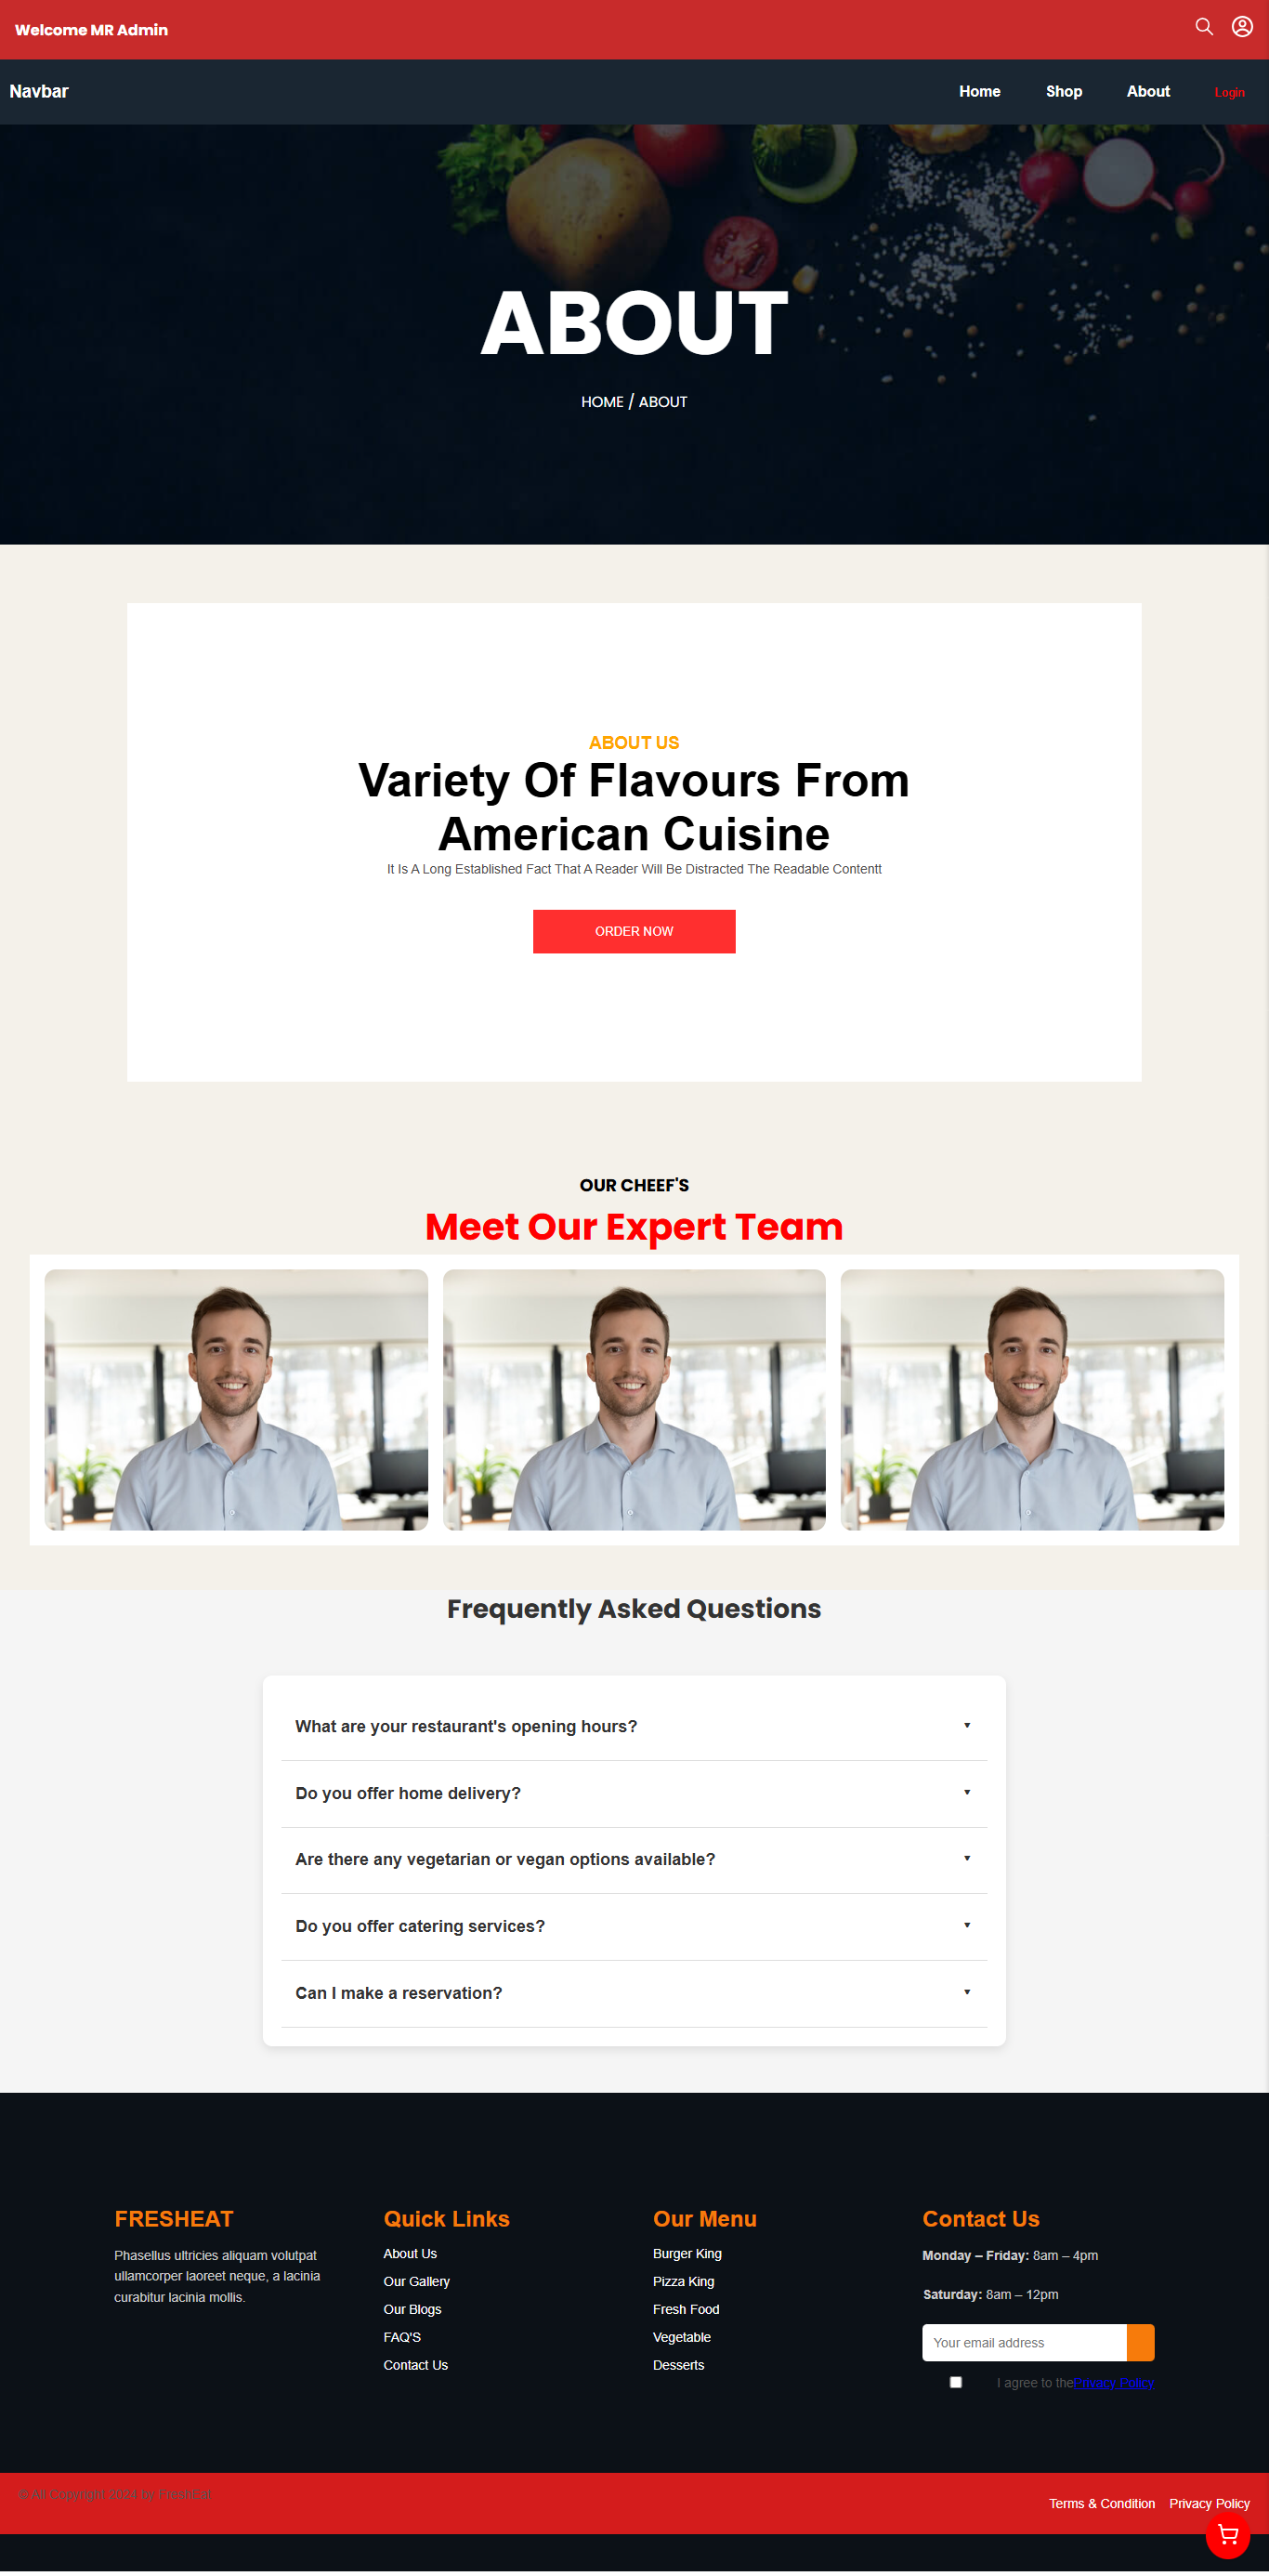 Welcome MR Admin
Navbar
Home
Shop
About
Login
ABOUT
HOME / ABOUT
ABOUT US
Variety Of Flavours From
American Cuisine
It Is A Long Established Fact That A Reader Will Be Distracted The Readable Contentt
ORDER NOW
OUR CHEEF'S
Meet Our Expert Team
Frequently Asked Questions
What are your restaurant's opening hours?
Do you offer home delivery?
Are there any vegetarian or vegan options available?
Do you offer catering services?
Can I make a reservation?
FRESHEAT
Phasellus ultricies aliquam volutpat
ullamcorper laoreet neque, a lacinia
curabitur lacinia mollis.
Quick Links
About Us
Our Gallery
Our Blogs
FAQ'S
Contact Us
Our Menu
Burger King
Pizza King
Fresh Food
Vegetable
Desserts
Contact Us
Monday – Friday: 8am – 4pm
Saturday: 8am – 12pm
Your email address
I agree to thePrivacy Policy
© All Copyright 2024 by FreshEat
Terms & Condition
Privacy Policy